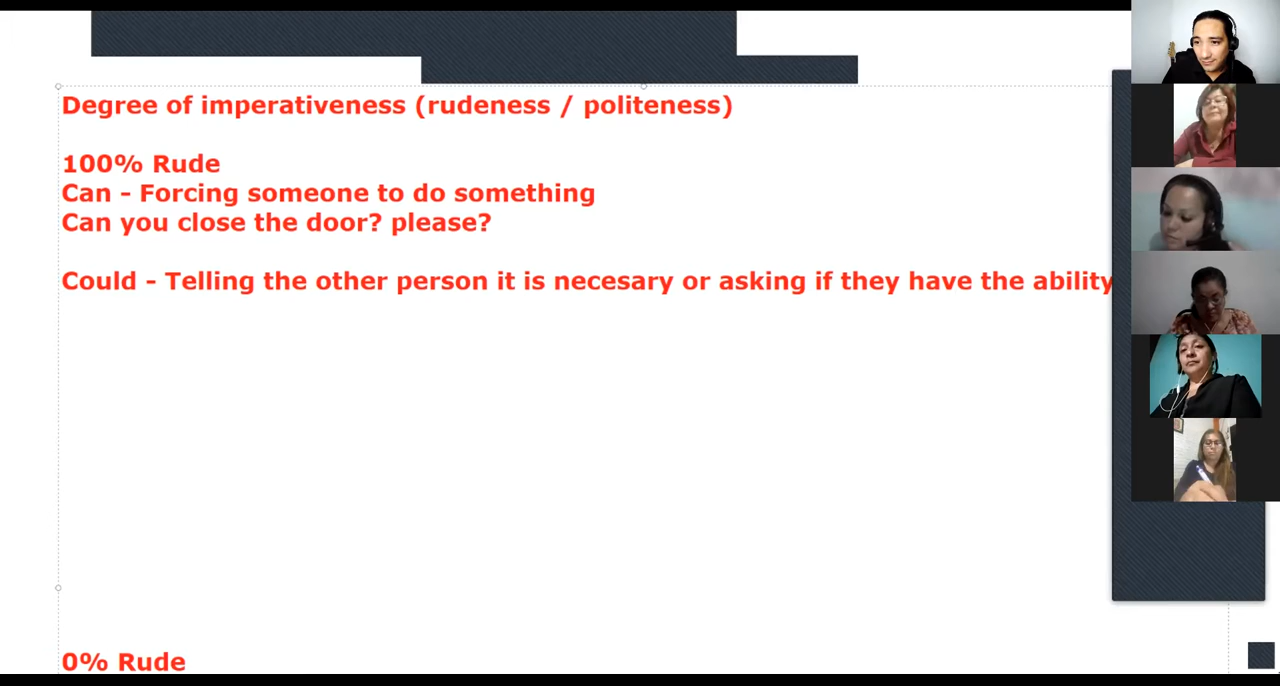 Degree of imperativeness (rudeness / politeness)
100% Rude
Can - Forcing someone to do something
Can you close the door? please?
Could - Telling the other person it is necesary or asking if they have the ability
0% Rude